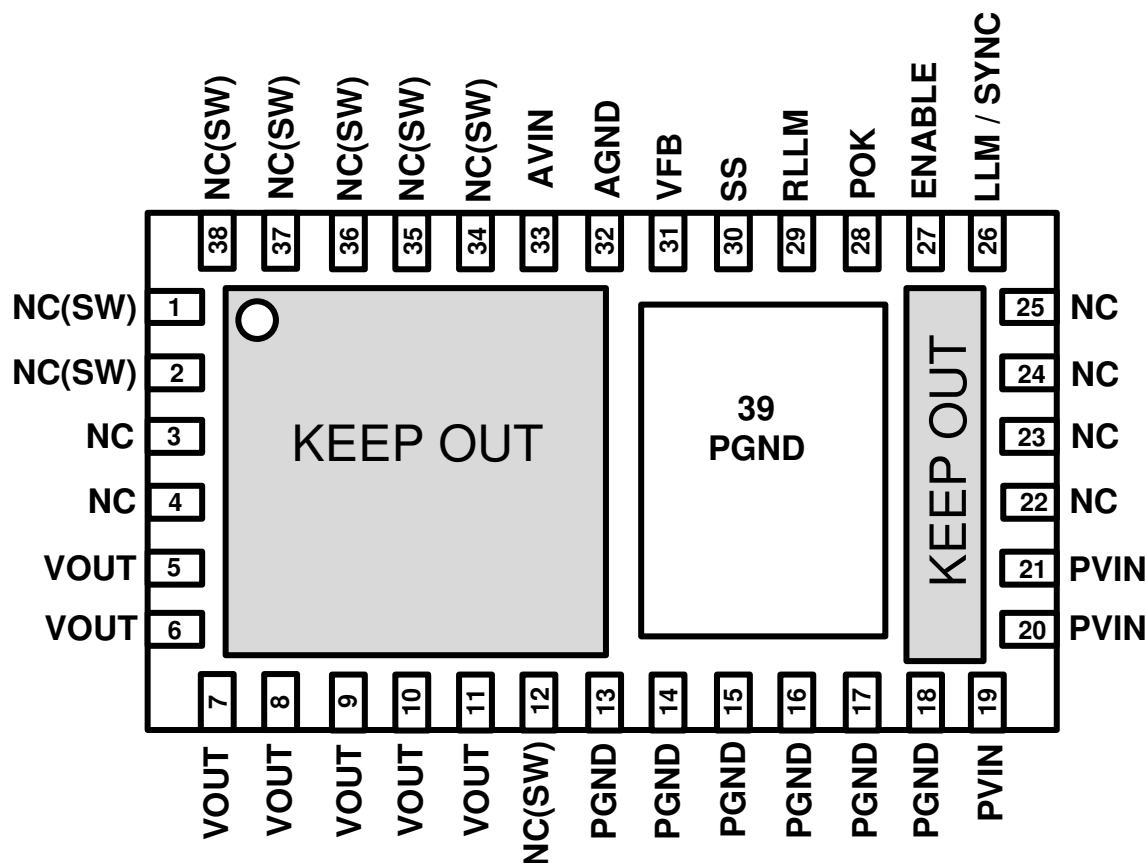 NC(SW)
NC(SW)
NC(SW)
NC(SW)
NC(SW)
AVIN
AGND
VFB
SS
RLLM
POK
ENABLE
LLM / SYNC
38
37
36
35
34
33
32
31
30
29
28
27
26
NC(SW) 1
25 NC
NC(SW) 2
24 NC
NC 3
23 NC
NC 4
22 NC
VOUT 5
21 PVIN
VOUT 6
20 PVIN
KEEP OUT
39
PGND
KEEP OUT
7
8
9
10
11
12
13
14
15
16
17
18
19
VOUT
VOUT
VOUT
VOUT
VOUT
NC(SW)
PGND
PGND
PGND
PGND
PGND
PGND
PVIN